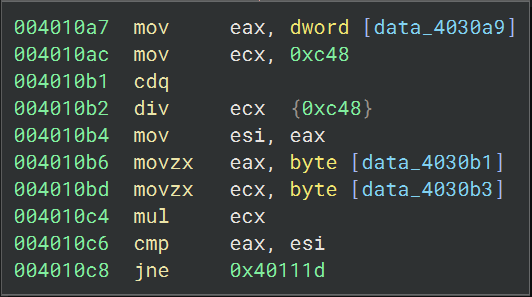 004010a7 mov eax, dword [data_4030a9]
004010ac mov ecx, 0xc48
004010b1 cdq
004010b2 div ecx {0xc48}
004010b4 mov esi, eax
004010b6 movzx eax, byte [data_4030b1]
004010bd movzx ecx, byte [data_4030b3]
004010c4 mul ecx
004010c6 cmp eax, esi
004010c8 jne 0x40111d